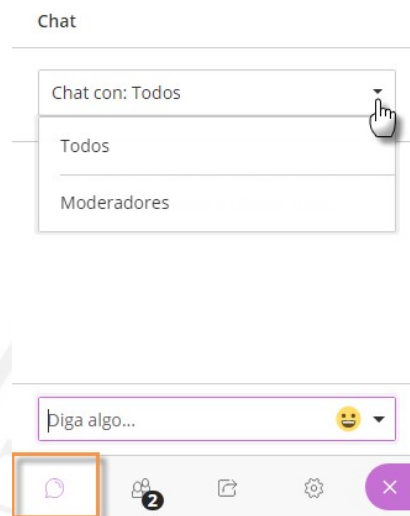 Chat
Chat con: Todos
Todos
Moderadores
Diga algo...
2